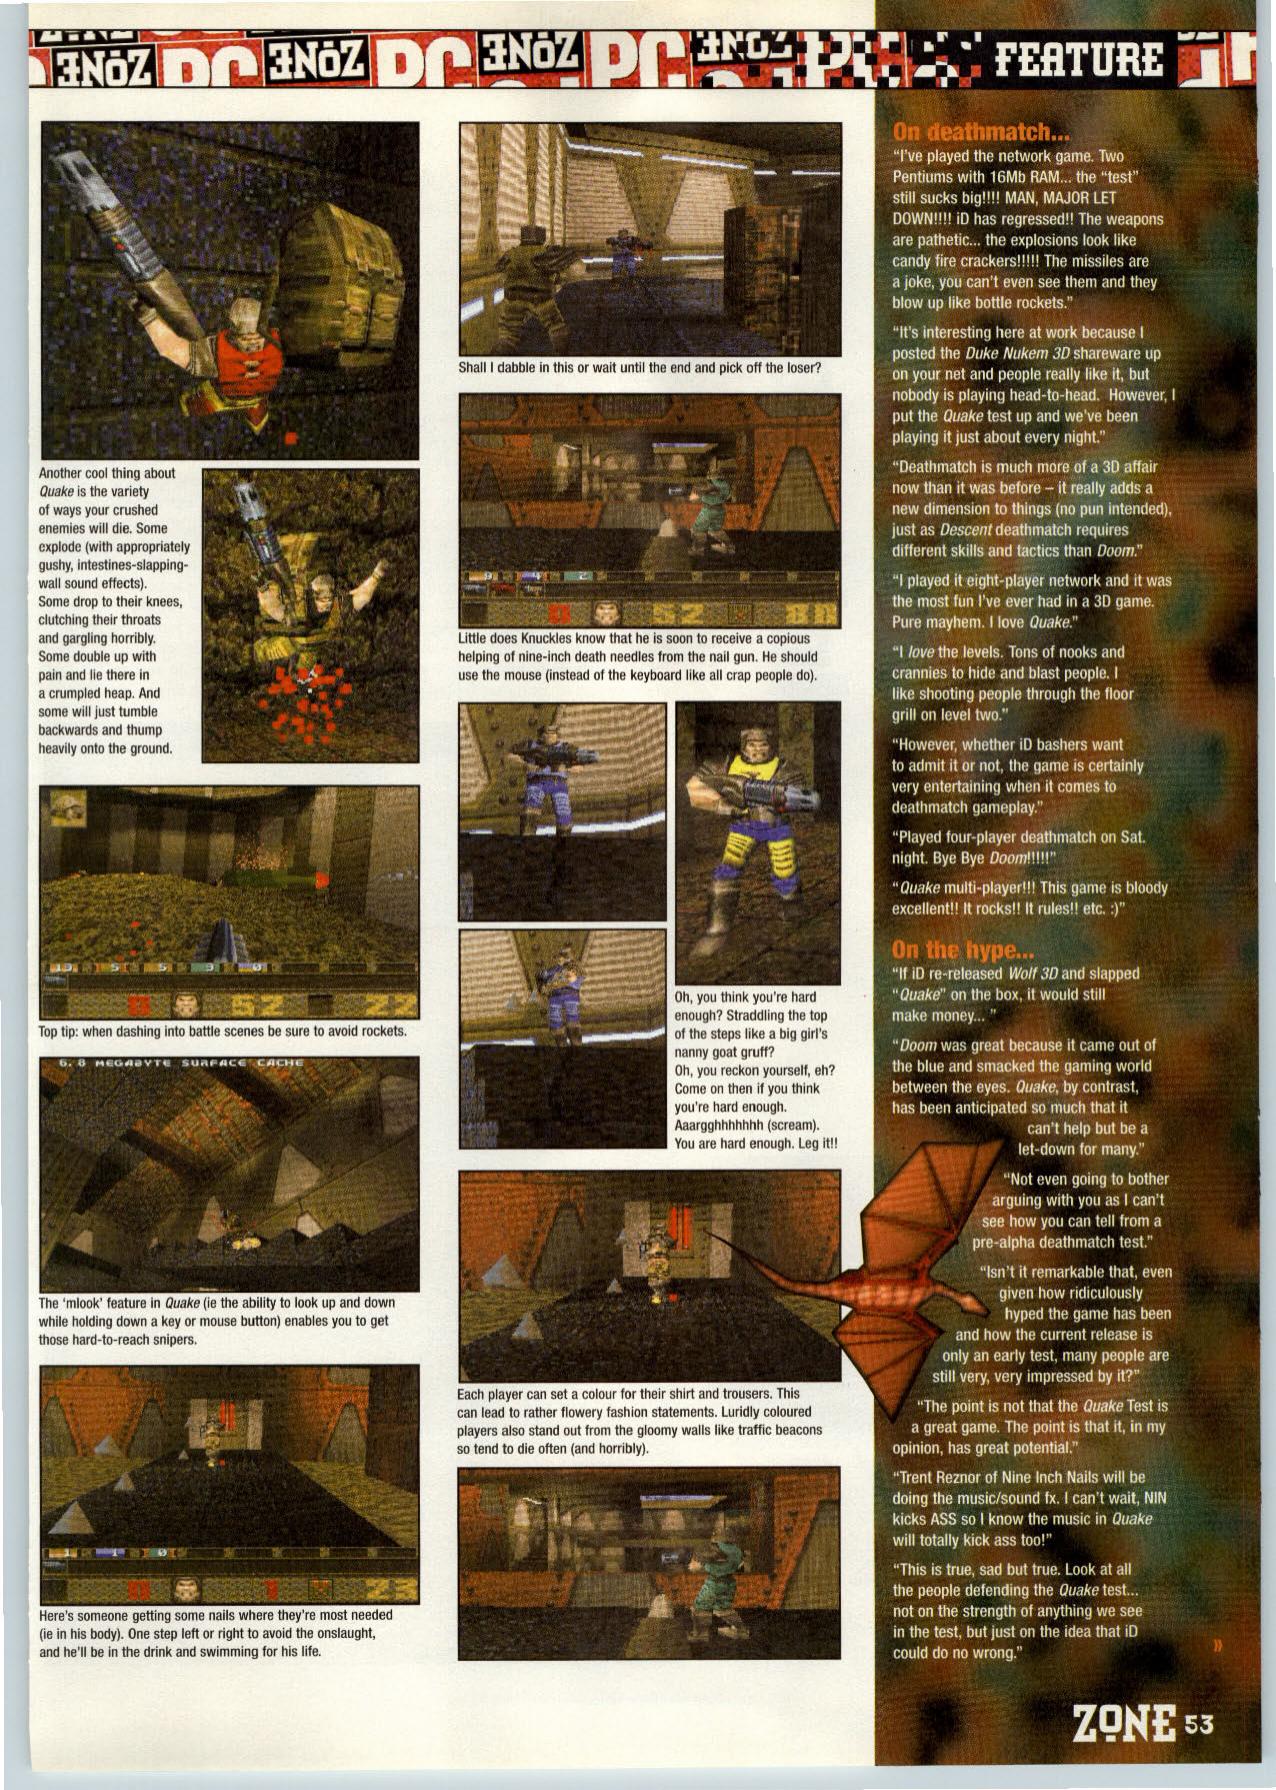 ZONE PC ZONE PC ZONE PC ZONE PC FEATURE
Another cool thing about
Quake is the variety
of ways your crushed
enemies will die. Some
explode (with appropriately
gushy, intestines-slapping-
wall sound effects).
Some drop to their knees,
clutching their throats
and gargling horribly.
Some double up with
pain and lie there in
a crumpled heap. And
some will just tumble
backwards and thump
heavily onto the ground.
Top tip: when dashing into battle scenes be sure to avoid rockets.
6.8 MEGABYTE SURFACE CACHE
The ‘mlook’ feature in Quake (ie the ability to look up and down
while holding down a key or mouse button) enables you to get
those hard-to-reach snipers.
Here's someone getting some nails where they're most needed
(ie in his body). One step left or right to avoid the onslaught,
and he'll be in the drink and swimming for his life.
Shall I dabble in this or wait until the end and pick off the loser?
Little does Knuckles know that he is soon to receive a copious
helping of nine-inch death needles from the nail gun. He should
use the mouse (instead of the keyboard like all crap people do).
Oh, you think you're hard
enough? Straddling the top
of the steps like a big girl's
nanny goat gruff?
Oh, you reckon yourself, eh?
Come on then if you think
you're hard enough.
Aaargghhhhhhh (scream).
You are hard enough. Leg it!!
Each player can set a colour for their shirt and trousers. This
can lead to rather flowery fashion statements. Luridly coloured
players also stand out from the gloomy walls like traffic beacons
so tend to die often (and horribly).
On deathmatch...
“I've played the network game. Two
Pentiums with 16Mb RAM... the “test”
still sucks big!!!! MAN, MAJOR LET
DOWN!!!! iD has regressed!! The weapons
are pathetic... the explosions look like
candy fire crackers!!!!! The missiles are
a joke, you can't even see them and they
blow up like bottle rockets.”
“It's interesting here at work because I
posted the Duke Nukem 3D shareware up
on your net and people really like it, but
nobody is playing head-to-head. However, I
put the Quake test up and we've been
playing it just about every night.”
“Deathmatch is much more of a 3D affair
now than it was before – it really adds a
new dimension to things (no pun intended),
just as Descent deathmatch requires
different skills and tactics than Doom.”
“I played it eight-player network and it was
the most fun I've ever had in a 3D game.
Pure mayhem. I love Quake.”
“I love the levels. Tons of nooks and
crannies to hide and blast people. I
like shooting people through the floor
grill on level two.”
“However, whether iD bashers want
to admit it or not, the game is certainly
very entertaining when it comes to
deathmatch gameplay.”
“Played four-player deathmatch on Sat.
night. Bye Bye Doom!!!!!”
“Quake multi-player!!! This game is bloody
excellent!! It rocks!! It rules!! etc. :)”
On the hype...
“If iD re-released Wolf 3D and slapped
“Quake” on the box, it would still
make money... ”
“Doom was great because it came out of
the blue and smacked the gaming world
between the eyes. Quake, by contrast,
has been anticipated so much that it
can't help but be a
let-down for many.”
“Not even going to bother
arguing with you as I can't
see how you can tell from a
pre-alpha deathmatch test.”
“Isn't it remarkable that, even
given how ridiculously
hyped the game has been
and how the current release is
only an early test, many people are
still very, very impressed by it?”
“The point is not that the Quake Test is
a great game. The point is that it, in my
opinion, has great potential.”
“Trent Reznor of Nine Inch Nails will be
doing the music/sound fx. I can't wait, NIN
kicks ASS so I know the music in Quake
will totally kick ass too!”
“This is true, sad but true. Look at all
the people defending the Quake test...
not on the strength of anything we see
in the test, but just on the idea that iD
could do no wrong.”
»
ZONE 53